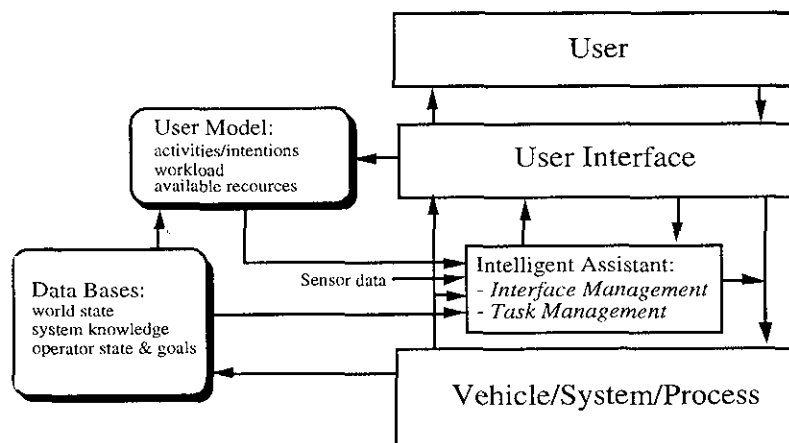 User
User Model:
activities/intentions
workload
available recources
User Interface
Sensor data
Intelligent Assistant:
- Interface Management
- Task Management
Data Bases:
world state
system knowledge
operator state & goals
Vehicle/System/Process